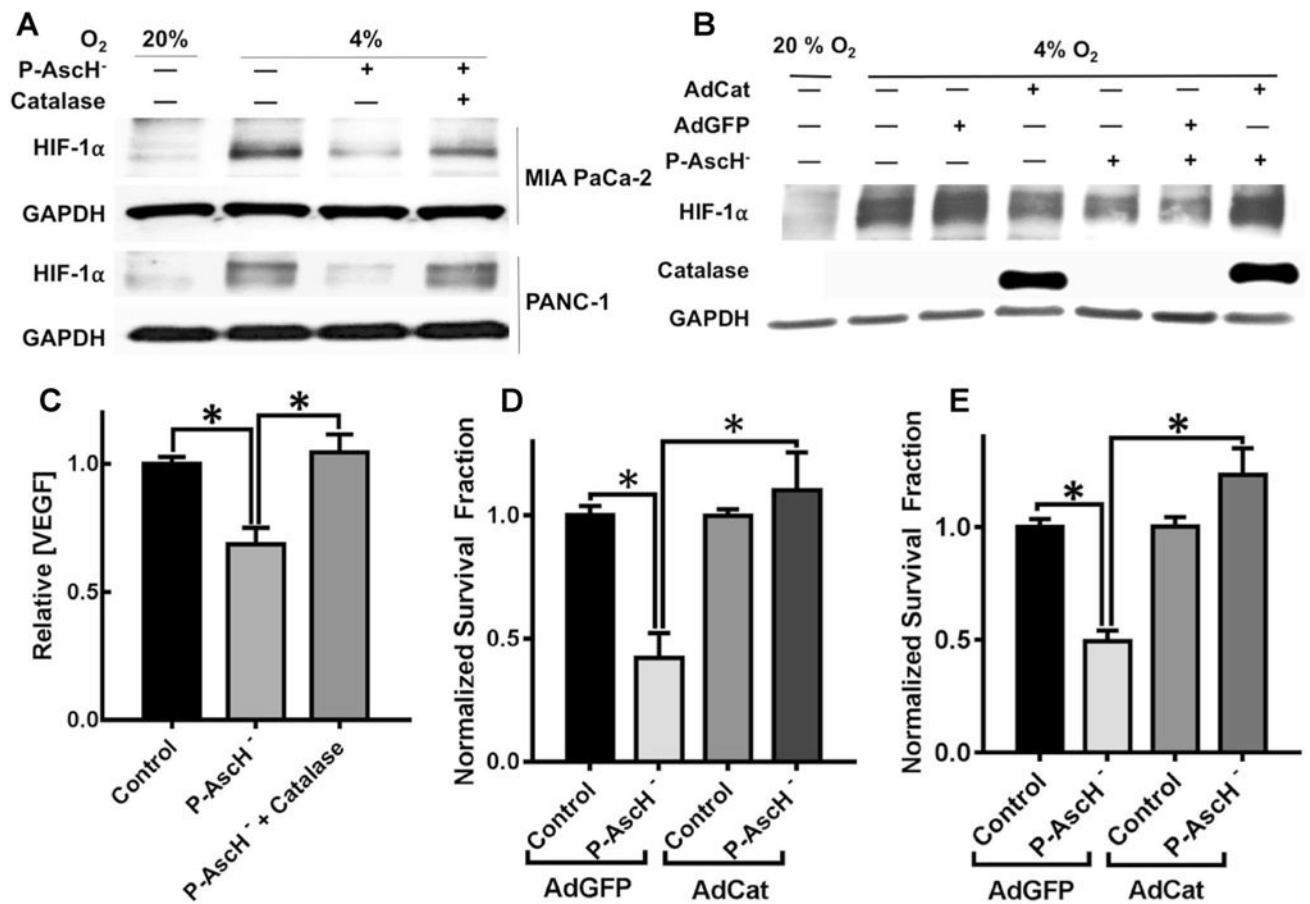 A
O₂ 20% 4%
P-AscH⁻ — — + +
Catalase — — — +
HIF-1α
GAPDH
MIA PaCa-2
HIF-1α
GAPDH
PANC-1
B
20 % O₂ 4% O₂
AdCat — — — + — — +
AdGFP — — + — — + —
P-AscH⁻ — — — — + + +
HIF-1α
Catalase
GAPDH
C
* *
Relative [VEGF]
1.0
0.5
0.0
Control
P-AscH⁻
P-AscH⁻ + Catalase
D
*
*
Normalized Survival Fraction
1.0
0.5
0.0
Control
P-AscH⁻
Control
P-AscH⁻
AdGFP AdCat
E
*
*
Normalized Survival Fraction
1.0
0.5
0.0
Control
P-AscH⁻
Control
P-AscH⁻
AdGFP AdCat